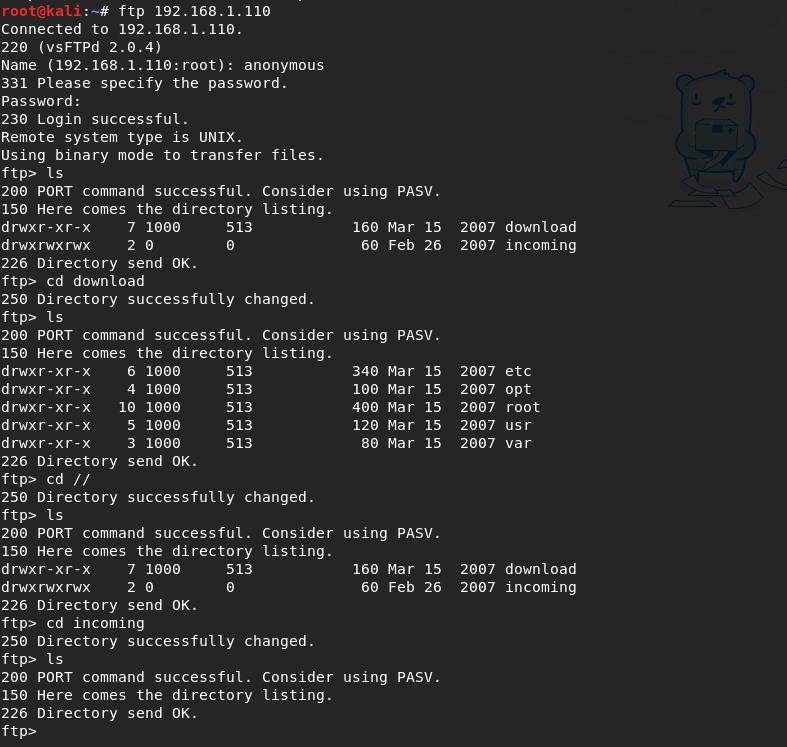 root@kali:~# ftp 192.168.1.110
Connected to 192.168.1.110.
220 (vsFTPd 2.0.4)
Name (192.168.1.110:root): anonymous
331 Please specify the password.
Password:
230 Login successful.
Remote system type is UNIX.
Using binary mode to transfer files.
ftp> ls
200 PORT command successful. Consider using PASV.
150 Here comes the directory listing.
drwxr-xr-x    7 1000     513           160 Mar 15  2007 download
drwxrwxrwx    2 0        0              60 Feb 26  2007 incoming
226 Directory send OK.
ftp> cd download
250 Directory successfully changed.
ftp> ls
200 PORT command successful. Consider using PASV.
150 Here comes the directory listing.
drwxr-xr-x    6 1000     513           340 Mar 15  2007 etc
drwxr-xr-x    4 1000     513           100 Mar 15  2007 opt
drwxr-xr-x   10 1000     513           400 Mar 15  2007 root
drwxr-xr-x    5 1000     513           120 Mar 15  2007 usr
drwxr-xr-x    3 1000     513            80 Mar 15  2007 var
226 Directory send OK.
ftp> cd //
250 Directory successfully changed.
ftp> ls
200 PORT command successful. Consider using PASV.
150 Here comes the directory listing.
drwxr-xr-x    7 1000     513           160 Mar 15  2007 download
drwxrwxrwx    2 0        0              60 Feb 26  2007 incoming
226 Directory send OK.
ftp> cd incoming
250 Directory successfully changed.
ftp> ls
200 PORT command successful. Consider using PASV.
150 Here comes the directory listing.
226 Directory send OK.
ftp>